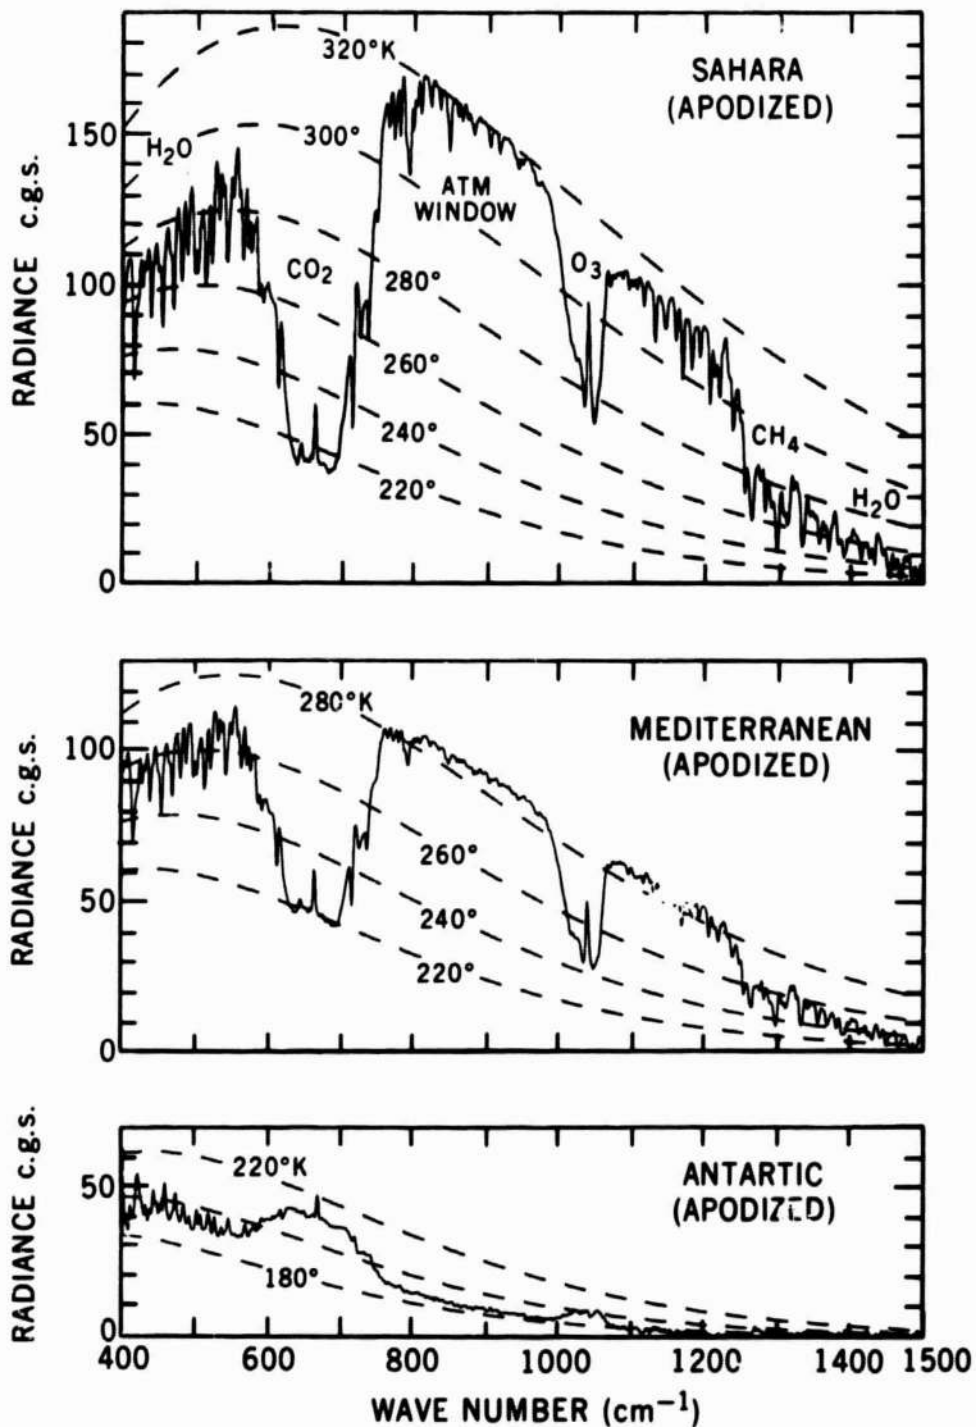 SAHARA
(APODIZED)
320°K
300°
280°
260°
240°
220°
H2O
CO2
ATM
WINDOW
O3
CH4
H2O
RADIANCE c.g.s.
150
100
50
0
MEDITERRANEAN
(APODIZED)
280°K
260°
240°
220°
RADIANCE c.g.s.
100
50
0
ANTARTIC
(APODIZED)
220°K
180°
RADIANCE c.g.s.
50
0
400 600 800 1000 1200 1400 1500
WAVE NUMBER (cm⁻¹)